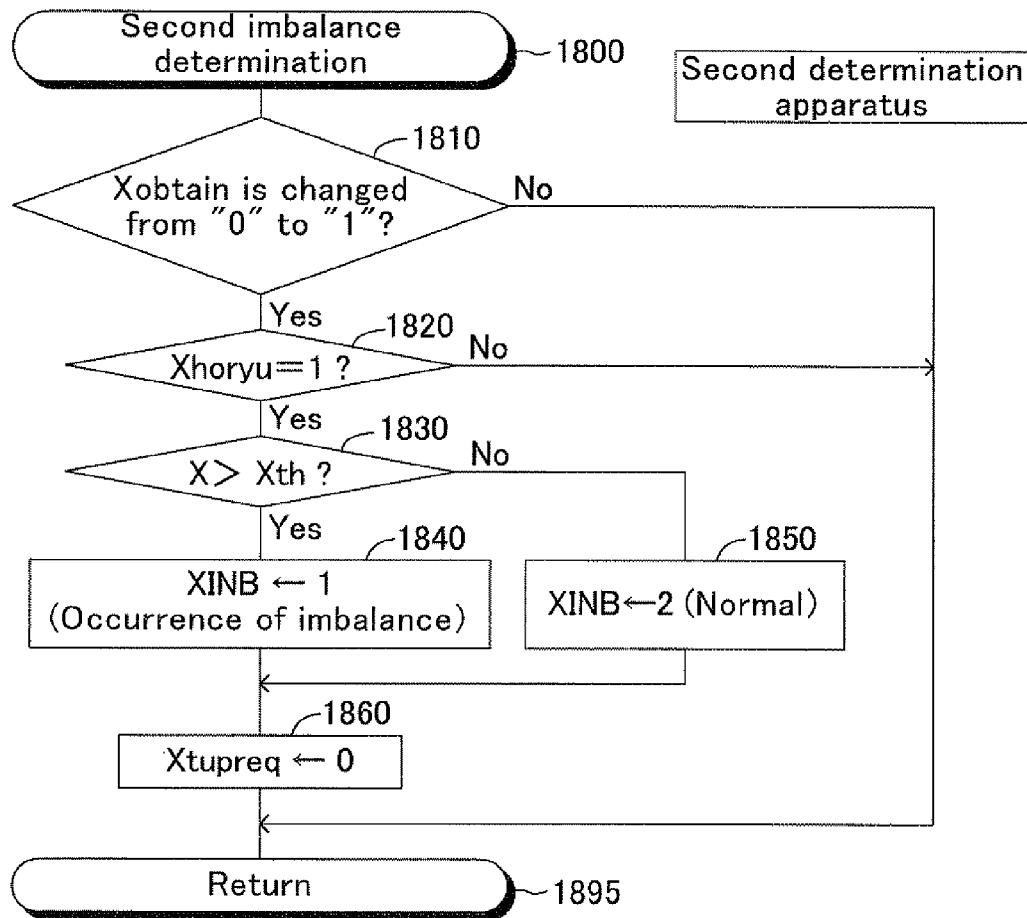 Second imbalance
determination
1800
Second determination
apparatus
1810
Xobtain is changed
from "0" to "1"?
No
Yes
1820
Xhoryu=1 ?
No
Yes
1830
X> Xth ?
No
Yes
1840
XINB ← 1
(Occurrence of imbalance)
1850
XINB←2 (Normal)
1860
Xtupreq ← 0
Return
1895